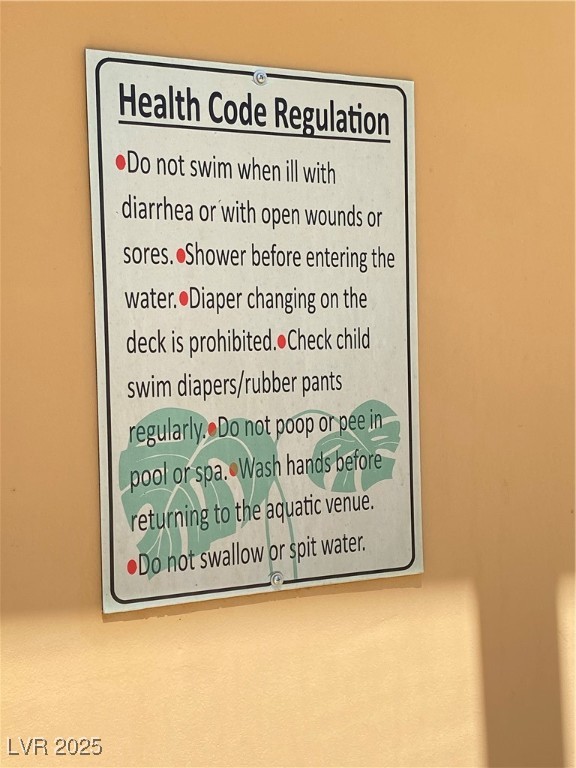 Health Code Regulation
•Do not swim when ill with
diarrhea or with open wounds or
sores.•Shower before entering the
water.•Diaper changing on the
deck is prohibited.•Check child
swim diapers/rubber pants
regularly.•Do not poop or pee in
pool or spa.•Wash hands before
returning to the aquatic venue.
•Do not swallow or spit water.
LVR 2025